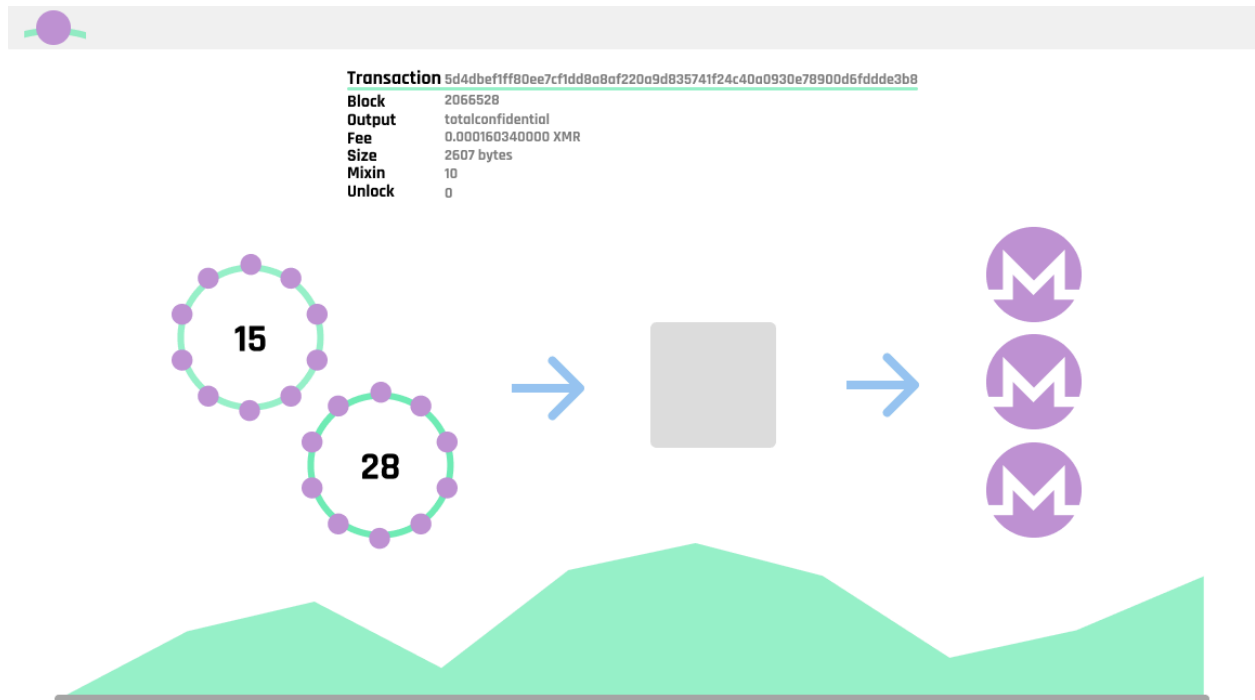 Transaction 5d4dbef1ff80ee7cf1dd8a8af220a9d835741f24c40a0930e78900d6fddde3b8
Block 2066528
Output totalconfidential
Fee 0.000160340000 XMR
Size 2607 bytes
Mixin 10
Unlock 0
15
28